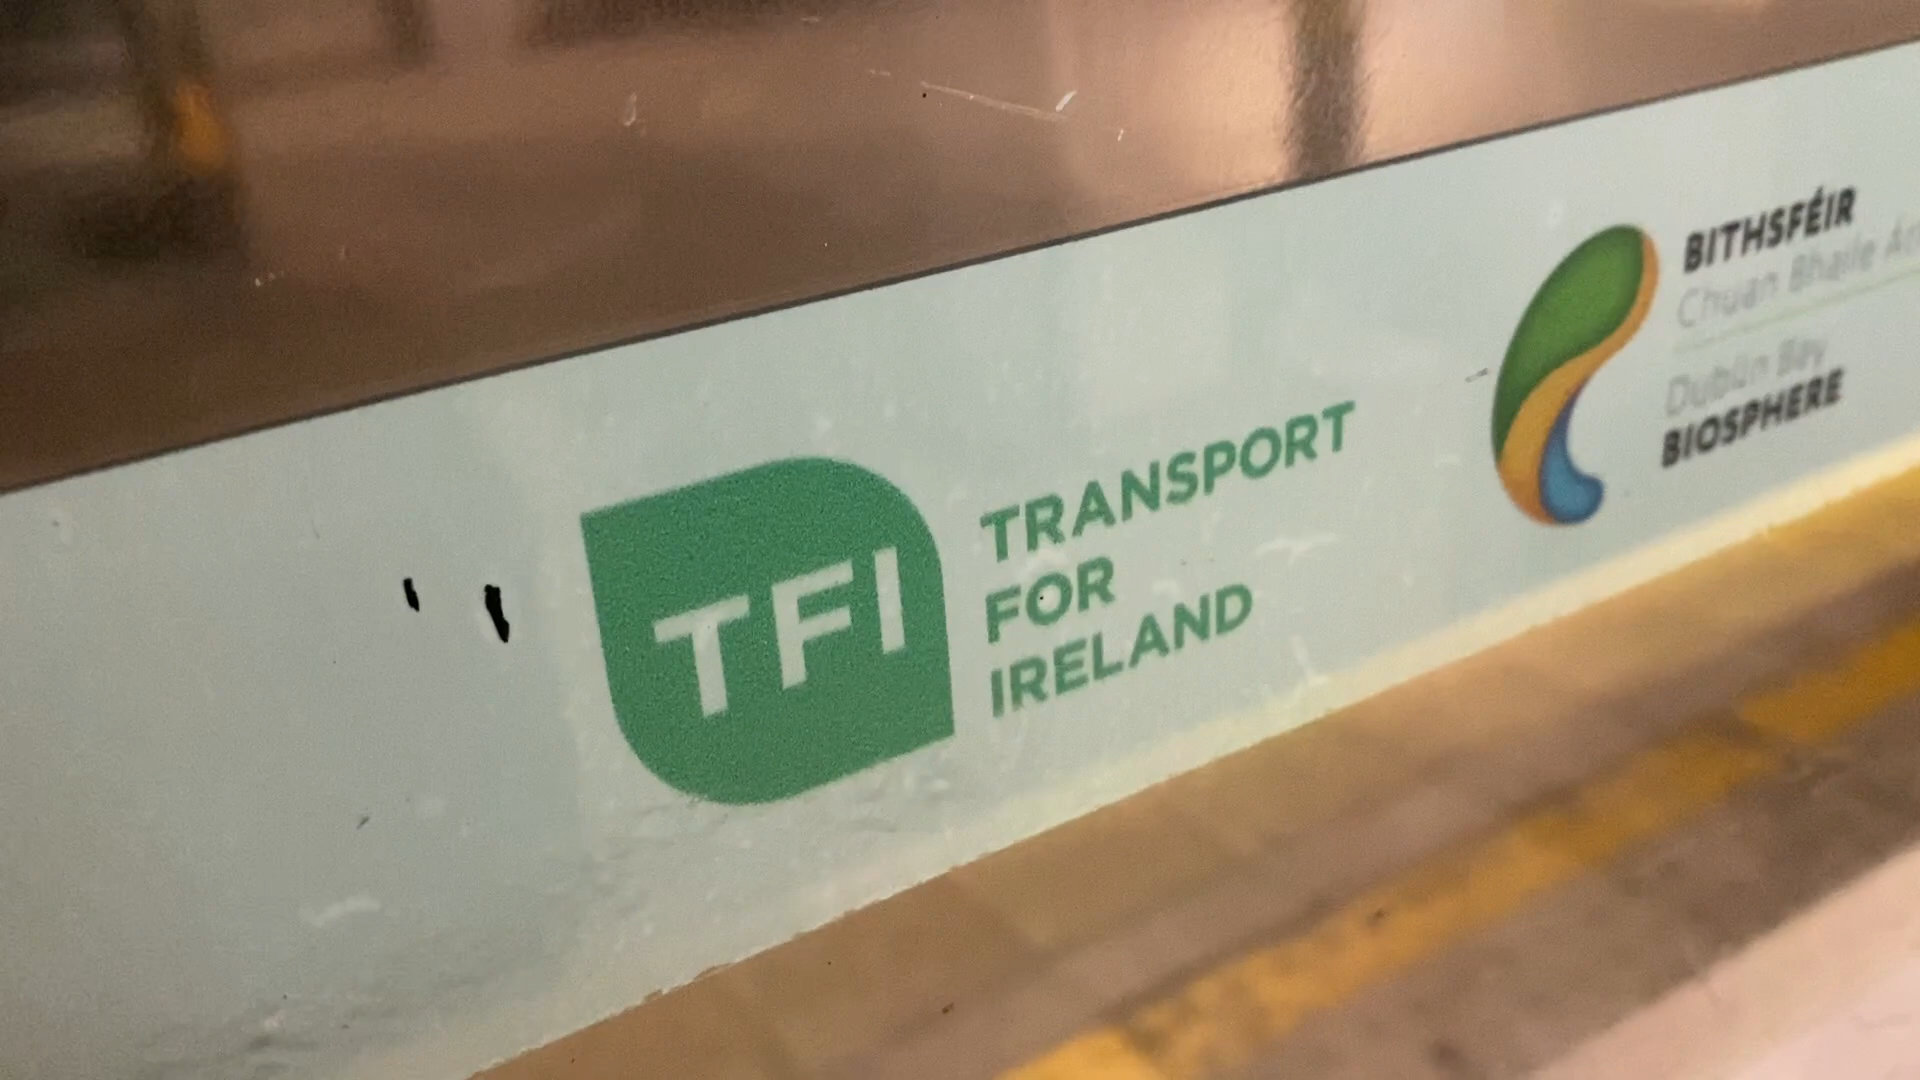 TFI
TRANSPORT
FOR
IRELAND
BITHSFÉIR
Chuan Bhaile
Dublin Bay
BIOSPHERE